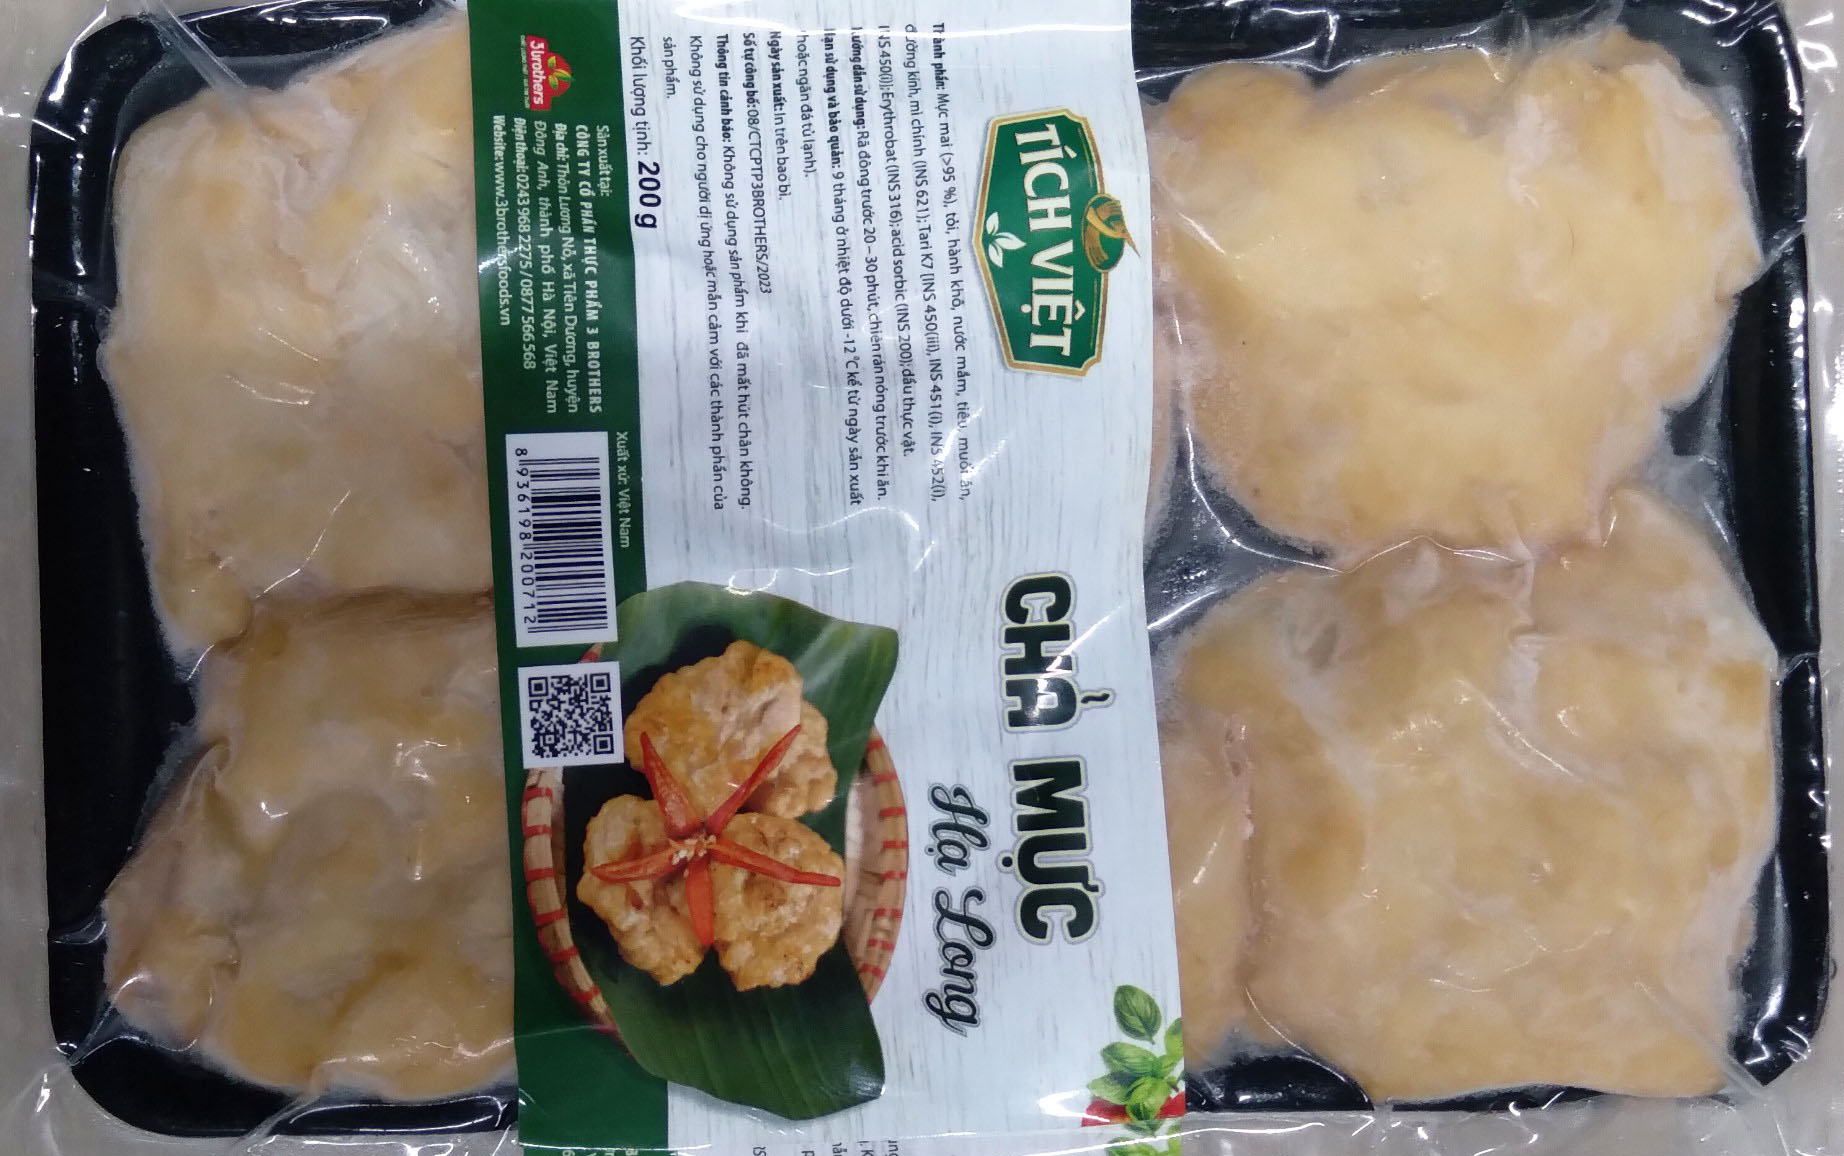 TÍCH VIỆT
CHẢ MỰC
Hạ Long
Thành phần: Mực mai (>95 %), tỏi, hành khô, nước mắm, tiêu, muối ăn,
đường kính, mì chính (INS 621); Tari K7 [INS 450(iii), INS 451(i), INS 452(i),
INS 450(i)]; Erythrobat (INS 316); acid sorbic (INS 200); dầu thực vật.
Hướng dẫn sử dụng: Rã đông trước 20 – 30 phút, chiên rán nóng trước khi ăn.
Hạn sử dụng và bảo quản: 9 tháng ở nhiệt độ dưới -12 °C kể từ ngày sản xuất
hoặc ngăn đá tủ lạnh).
Ngày sản xuất: In trên bao bì.
Số tự công bố: 08/CTCPTP3BROTHERS/2023
Thông tin cảnh báo: Không sử dụng sản phẩm khi đã mất hút chân không.
Không sử dụng cho người dị ứng hoặc mẫn cảm với các thành phần của
sản phẩm.
Khối lượng tịnh: 200 g
Xuất xứ: Việt Nam
Sản xuất tại:
CÔNG TY CỔ PHẦN THỰC PHẨM 3 BROTHERS
Địa chỉ: Thôn Lương Nỗ, xã Tiên Dương, huyện
Đông Anh, thành phố Hà Nội, Việt Nam
Điện thoại: 0243 968 2275 / 0877 566 568
Website: www.3brothersfoods.vn
3brothers
8 936198 200712